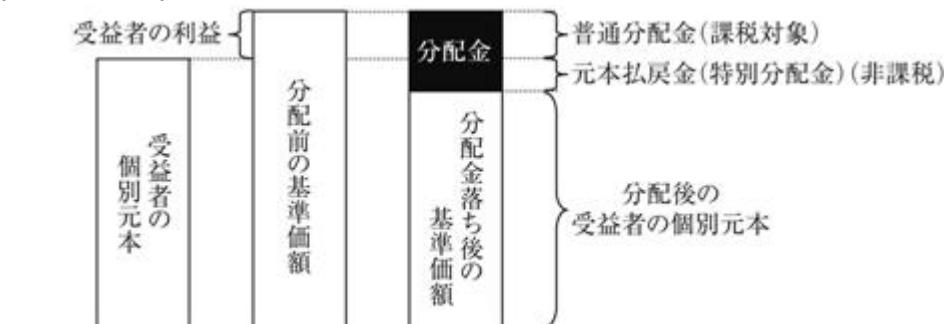 受益者の利益
受益者の
個別元本
分配前の基準価額
分配金
分配金落ち後の
基準価額
普通分配金(課税対象)
元本払戻金(特別分配金)(非課税)
分配後の
受益者の個別元本